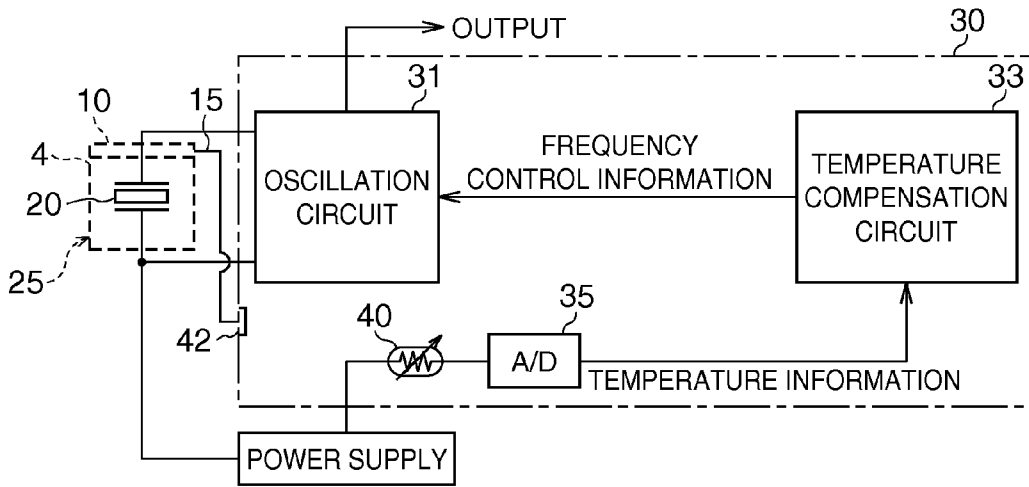 OUTPUT
30
31
33
10
15
4
20
25
42
OSCILLATION
CIRCUIT
FREQUENCY
CONTROL INFORMATION
TEMPERATURE
COMPENSATION
CIRCUIT
40
35
A/D
TEMPERATURE INFORMATION
POWER SUPPLY